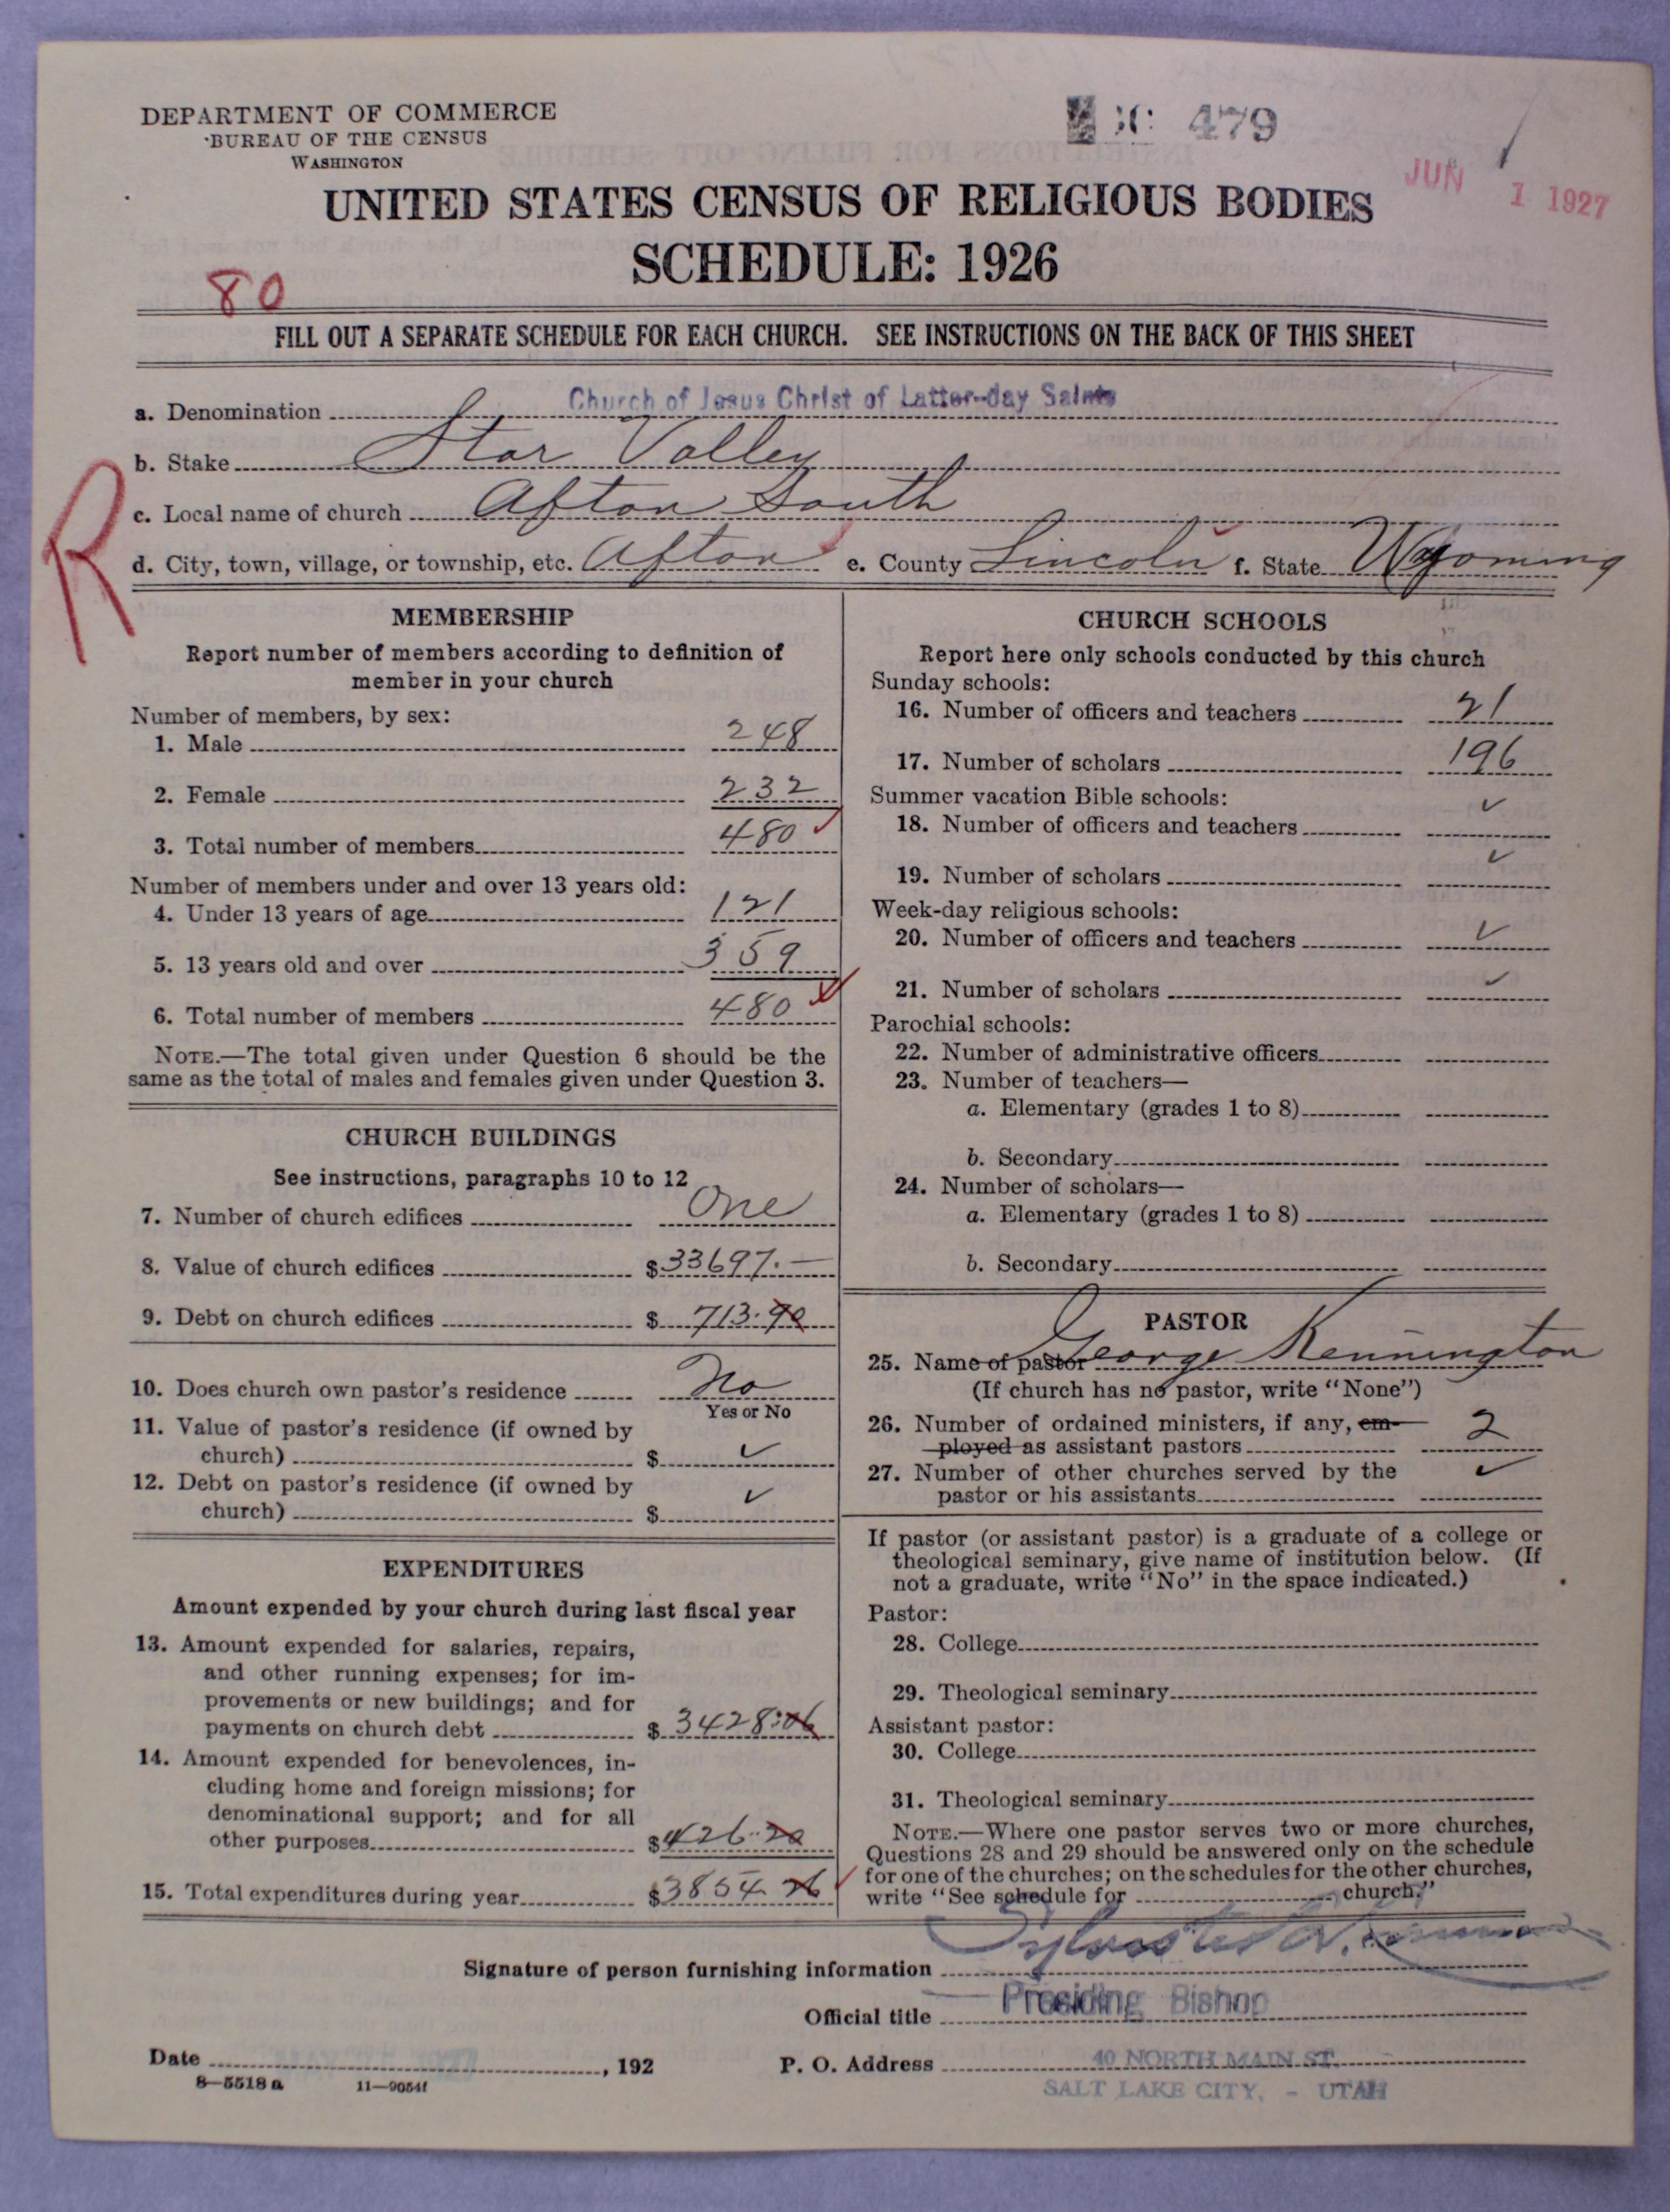 DEPARTMENT OF COMMERCE
BUREAU OF THE CENSUS
WASHINGTON
479
JUN 1 1927
UNITED STATES CENSUS OF RELIGIOUS BODIES
SCHEDULE: 1926
80
FILL OUT A SEPARATE SCHEDULE FOR EACH CHURCH. SEE INSTRUCTIONS ON THE BACK OF THIS SHEET
R
a. Denomination Church of Jesus Christ of Latter-day Saints
b. Stake Star Valley
c. Local name of church Afton South
d. City, town, village, or township, etc. Afton e. County Lincoln f. State Wyoming
MEMBERSHIP
Report number of members according to definition of
member in your church
Number of members, by sex:
1. Male 248
2. Female 232
3. Total number of members 480 ✓
Number of members under and over 13 years old:
4. Under 13 years of age 121
5. 13 years old and over 359
6. Total number of members 480 ✓
NOTE.—The total given under Question 6 should be the
same as the total of males and females given under Question 3.
CHURCH BUILDINGS
See instructions, paragraphs 10 to 12
7. Number of church edifices One
8. Value of church edifices $33697.—
9. Debt on church edifices $ 713.90
10. Does church own pastor's residence No
Yes or No
11. Value of pastor's residence (if owned by
church) $ ✓
12. Debt on pastor's residence (if owned by
church) $ ✓
EXPENDITURES
Amount expended by your church during last fiscal year
13. Amount expended for salaries, repairs,
and other running expenses; for im-
provements or new buildings; and for
payments on church debt $ 3428.06
14. Amount expended for benevolences, in-
cluding home and foreign missions; for
denominational support; and for all
other purposes $426.20
15. Total expenditures during year $3854 26 ✓
CHURCH SCHOOLS
Report here only schools conducted by this church
Sunday schools:
16. Number of officers and teachers 21
17. Number of scholars 196
Summer vacation Bible schools:
18. Number of officers and teachers ✓
19. Number of scholars ✓
Week-day religious schools:
20. Number of officers and teachers ✓
21. Number of scholars ✓
Parochial schools:
22. Number of administrative officers
23. Number of teachers—
a. Elementary (grades 1 to 8)
b. Secondary
24. Number of scholars—
a. Elementary (grades 1 to 8)
b. Secondary
PASTOR
25. Name of pastor George Kennington
(If church has no pastor, write "None")
26. Number of ordained ministers, if any, em-
ployed as assistant pastors 2
27. Number of other churches served by the
pastor or his assistants ✓
If pastor (or assistant pastor) is a graduate of a college or
theological seminary, give name of institution below. (If
not a graduate, write "No" in the space indicated.)
Pastor:
28. College
29. Theological seminary
Assistant pastor:
30. College
31. Theological seminary
NOTE.—Where one pastor serves two or more churches,
Questions 28 and 29 should be answered only on the schedule
for one of the churches; on the schedules for the other churches,
write "See schedule for church."
Signature of person furnishing information
Official title Presiding Bishop
Date , 192
P. O. Address 40 NORTH MAIN ST.
SALT LAKE CITY, - UTAH
8—5518 a 11—9054f